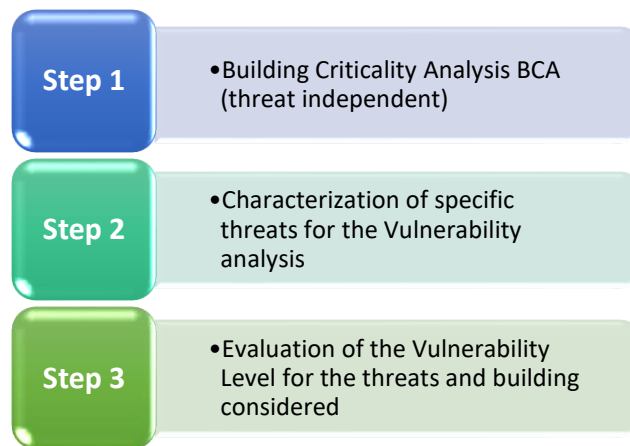 Step 1
•Building Criticality Analysis BCA
(threat independent)
Step 2
•Characterization of specific
threats for the Vulnerability
analysis
Step 3
•Evaluation of the Vulnerability
Level for the threats and building
considered